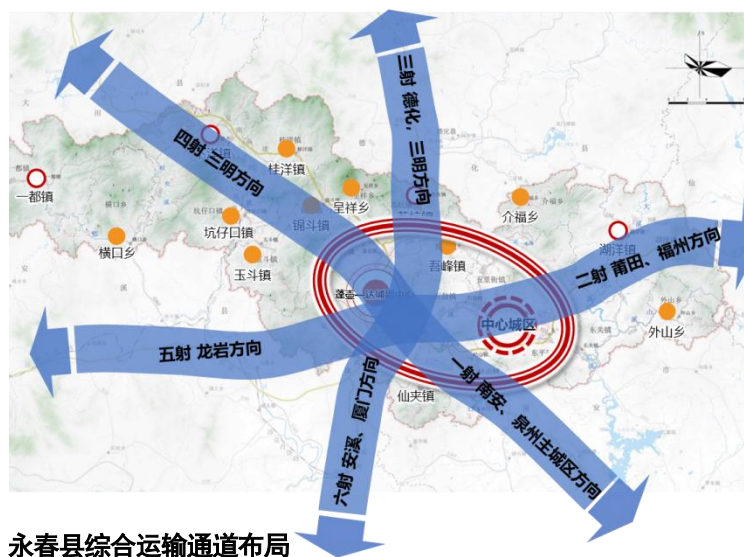 三射 德化，三明方向
四射 三明方向
桂洋镇
一都镇
呈祥乡
锦斗镇
介福乡
坑仔口镇
横口乡
玉斗镇
吾峰镇
湖洋镇
二射 莆田、福州方向
中心城区
外山乡
五射 龙岩方向
仙夹镇
一射 南安、泉州主城区方向
六射 安溪、厦门方向
永春县综合运输通道布局